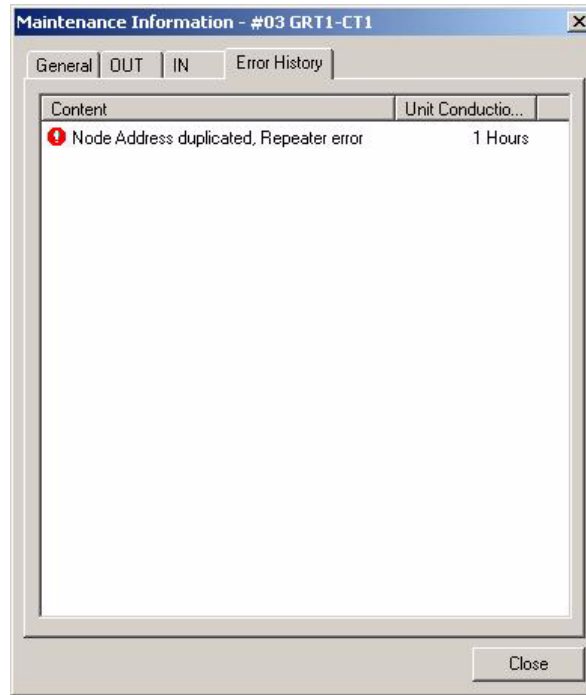 Maintenance Information - #03 GRT1-CT1
General OUT IN Error History
Content Unit Conductio...
Node Address duplicated, Repeater error 1 Hours
Close